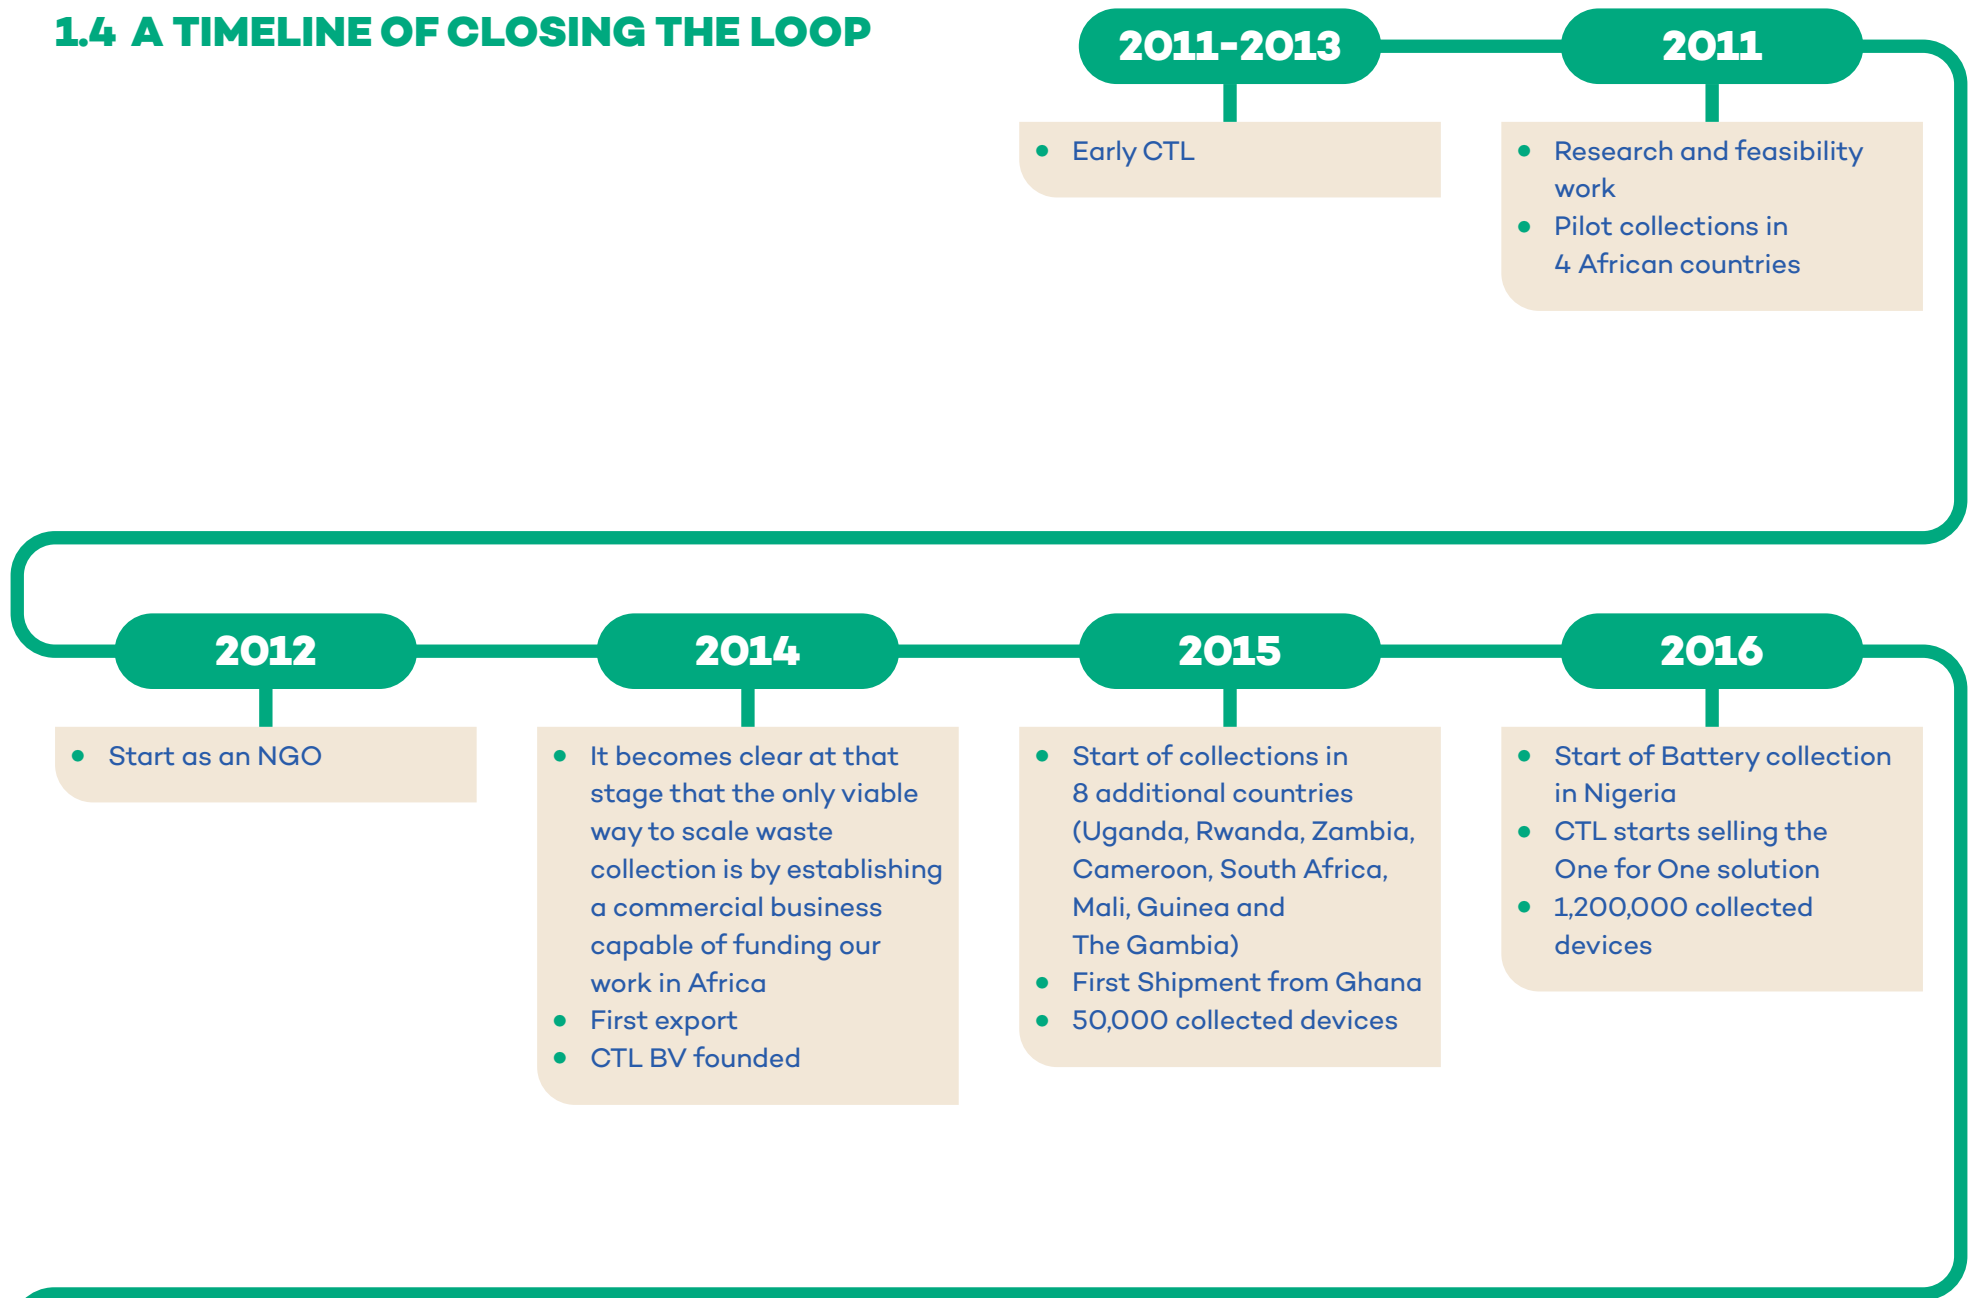 1.4 A TIMELINE OF CLOSING THE LOOP
2011-2013
• Early CTL
2011
• Research and feasibility
work
• Pilot collections in
4 African countries
2012
• Start as an NGO
2014
• It becomes clear at that
stage that the only viable
way to scale waste
collection is by establishing
a commercial business
capable of funding our
work in Africa
• First export
• CTL BV founded
2015
• Start of collections in
8 additional countries
(Uganda, Rwanda, Zambia,
Cameroon, South Africa,
Mali, Guinea and
The Gambia)
• First Shipment from Ghana
• 50,000 collected devices
2016
• Start of Battery collection
in Nigeria
• CTL starts selling the
One for One solution
• 1,200,000 collected
devices